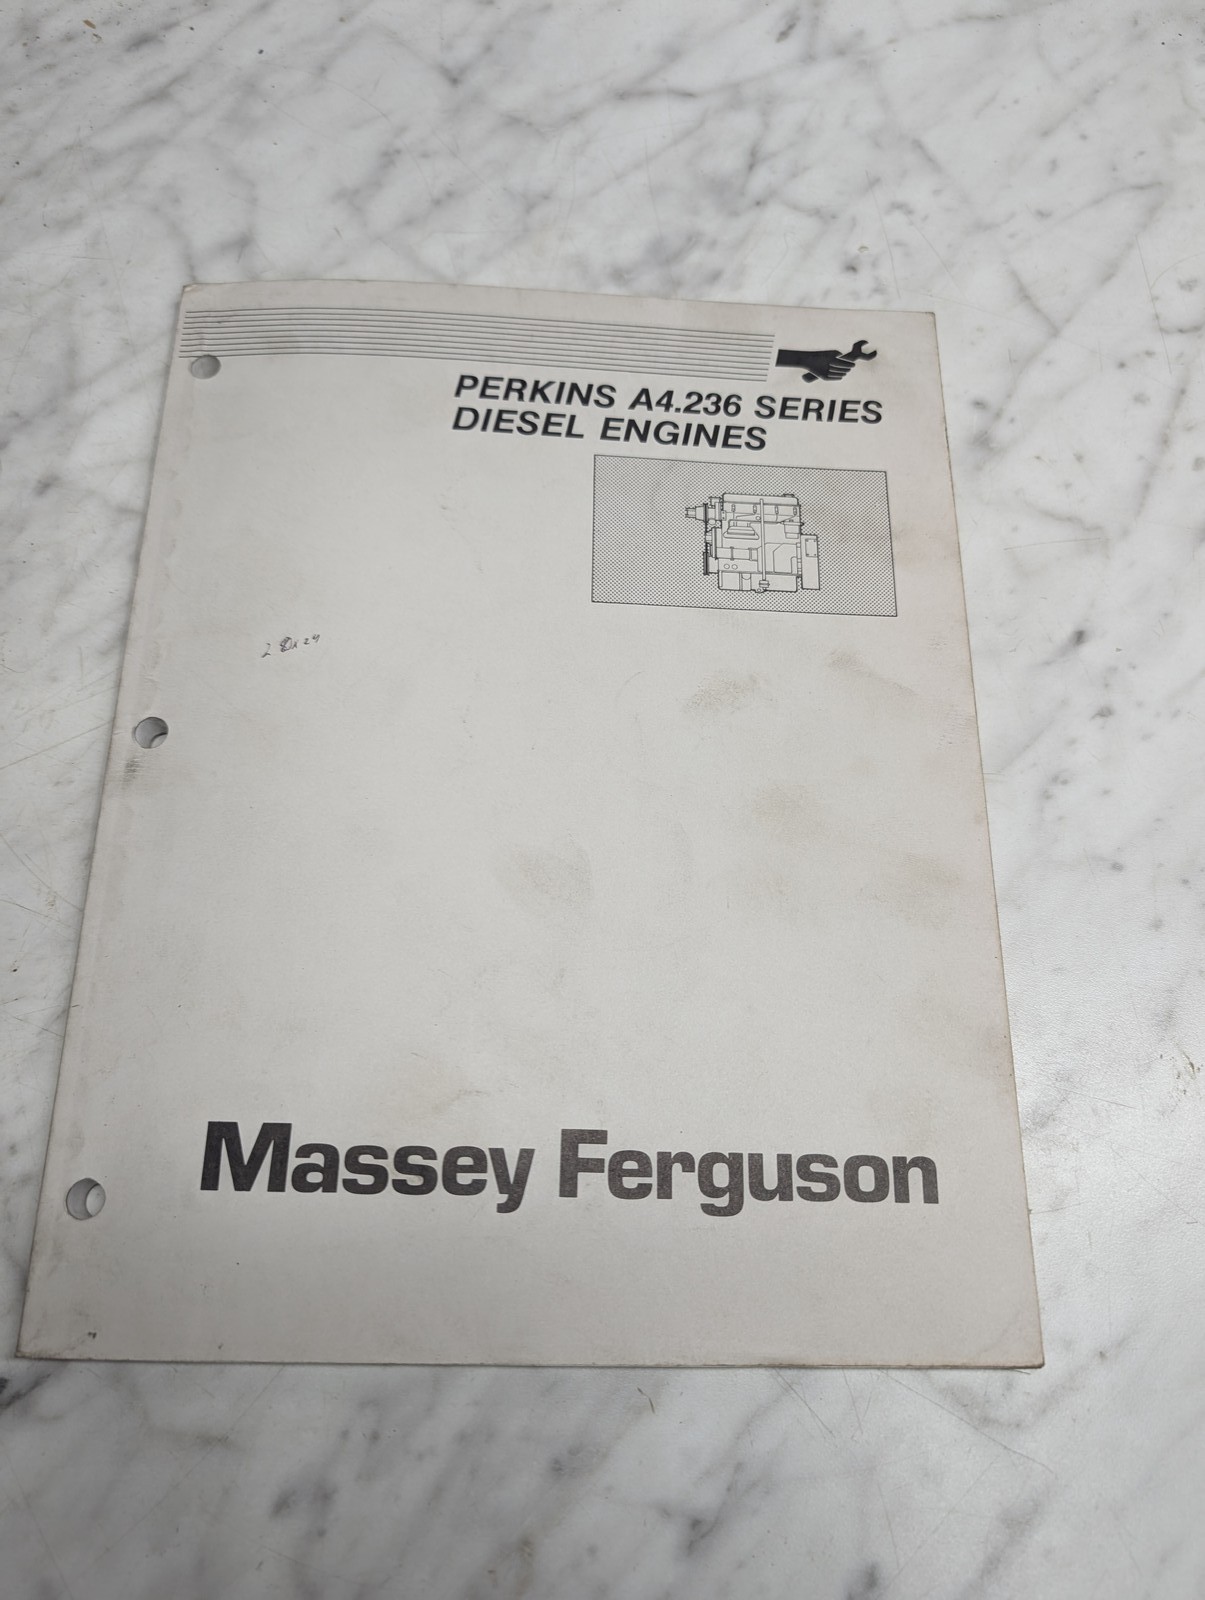 PERKINS A4.236 SERIES
DIESEL ENGINES
Massey Ferguson